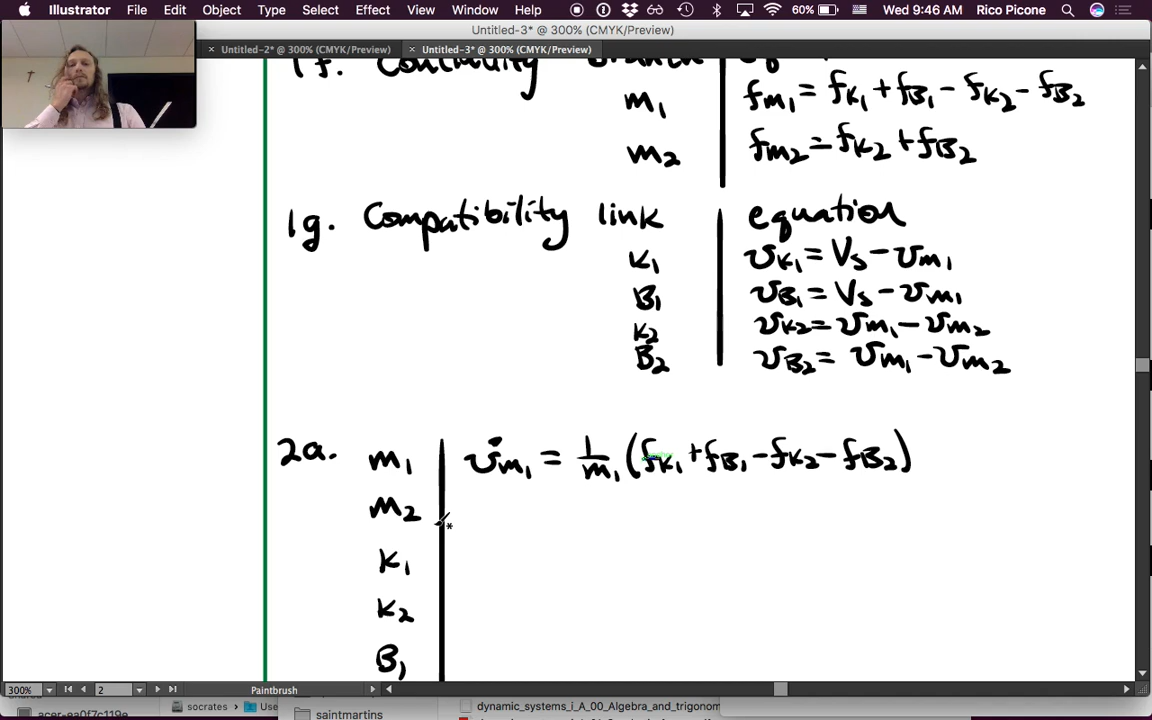 Illustrator File Edit Object Type Select Effect View Window Help 60% Wed 9:46 AM Rico Picone
Untitled-3* @ 300% (CMYK/Preview)
Untitled-2* @ 300% (CMYK/Preview) Untitled-3* @ 300% (CMYK/Preview)
1f. Continuity branch
m₁ fm₁ = fk₁ + fB₁ - fk₂ - fB₂
m₂ fm₂ = fk₂ + fB₂
1g. Compatibility link equation
k₁ vk₁ = Vs - vm₁
B₁ vB₁ = Vs - vm₁
k₂ vk₂ = vm₁ - vm₂
B₂ vB₂ = vm₁ - vm₂
2a. m₁ v̇m₁ = 1/m₁ (fk₁ + fB₁ - fk₂ - fB₂)
m₂
k₁
k₂
B₁
300% 2 Paintbrush
acer-ea0f7c119e socrates Use saintmartins dynamic_systems_i_A_00_Algebra_and_trigonom